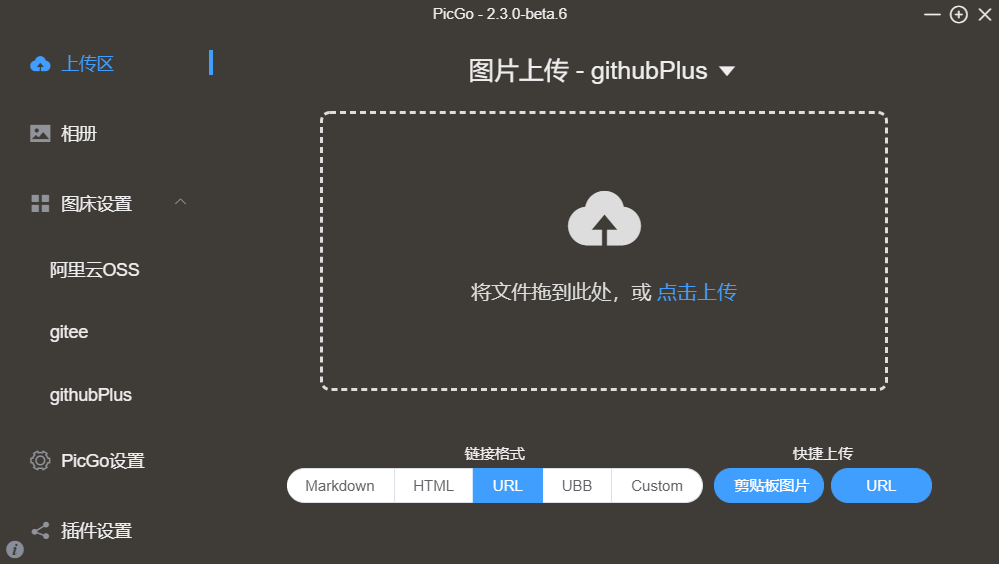 PicGo - 2.3.0-beta.6
上传区
相册
图床设置
阿里云OSS
gitee
githubPlus
PicGo设置
插件设置
i
图片上传 - githubPlus
将文件拖到此处，或 点击上传
链接格式
Markdown HTML URL UBB Custom
快捷上传
剪贴板图片 URL